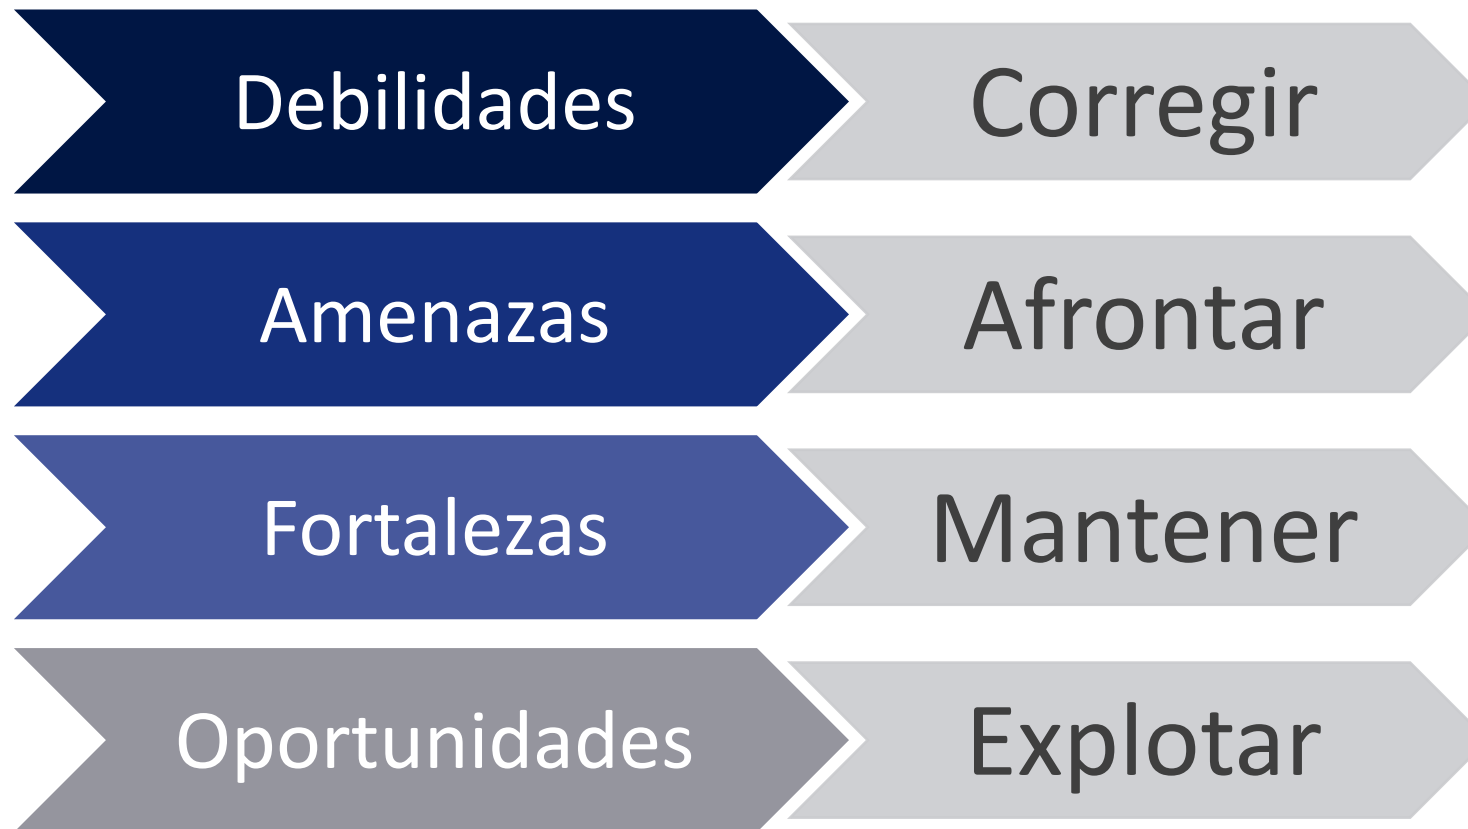 Debilidades
Corregir
Amenazas
Afrontar
Fortalezas
Mantener
Oportunidades
Explotar